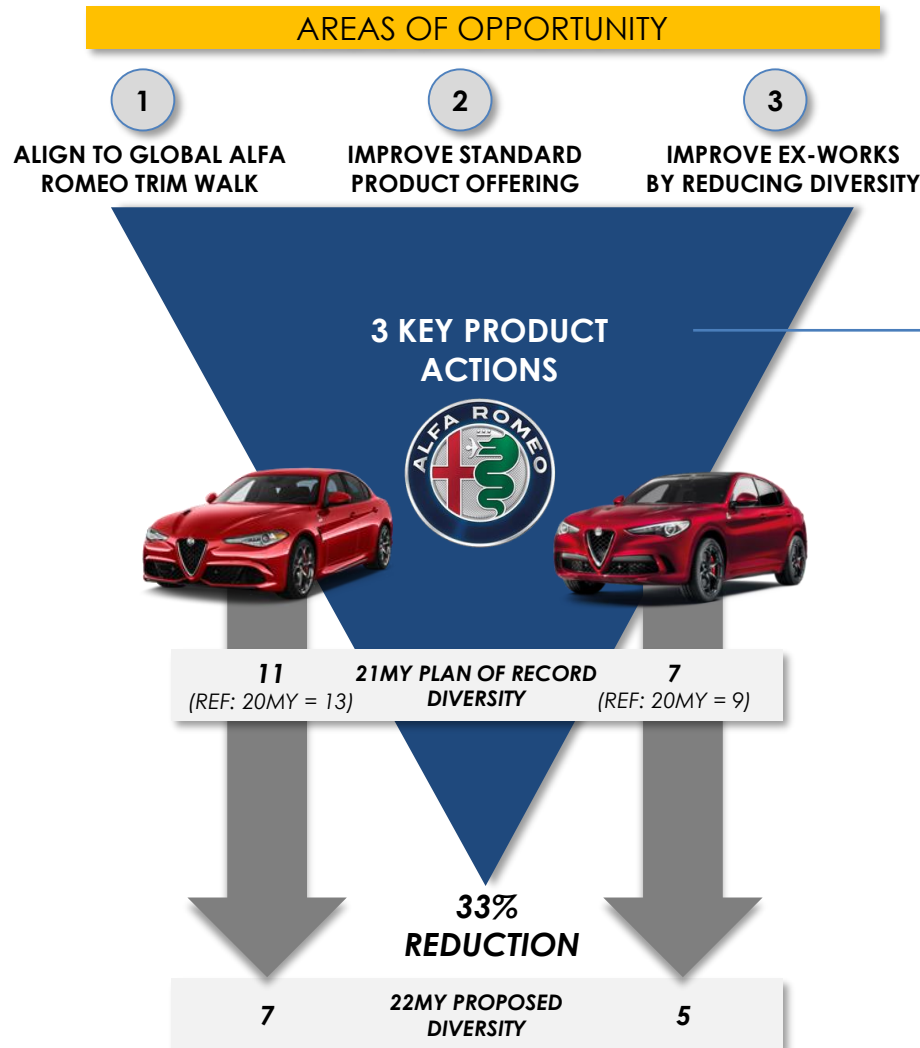 AREAS OF OPPORTUNITY
1
ALIGN TO GLOBAL ALFA
ROMEO TRIM WALK
2
IMPROVE STANDARD
PRODUCT OFFERING
3
IMPROVE EX-WORKS
BY REDUCING DIVERSITY
3 KEY PRODUCT
ACTIONS
ALFA ROMEO
11
(REF: 20MY = 13)
21MY PLAN OF RECORD
DIVERSITY
7
(REF: 20MY = 9)
33%
REDUCTION
7
22MY PROPOSED
DIVERSITY
5